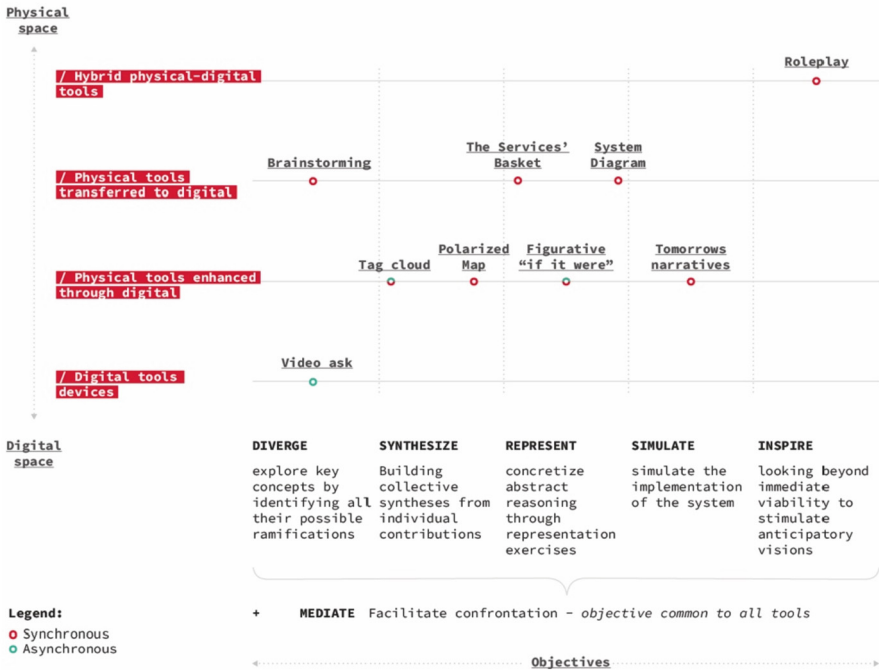 Physical
space
/ Hybrid physical-digital
tools
Roleplay
/ Physical tools
transferred to digital
Brainstorming
The Services’
Basket
System
Diagram
/ Physical tools enhanced
through digital
Tag cloud
Polarized
Map
Figurative
“if it were”
Tomorrows
narratives
/ Digital tools
devices
Video ask
Digital
space
DIVERGE
explore key
concepts by
identifying all
their possible
ramifications
SYNTHESIZE
Building
collective
syntheses from
individual
contributions
REPRESENT
concretize
abstract
reasoning
through
representation
exercises
SIMULATE
simulate the
implementation
of the system
INSPIRE
looking beyond
immediate
viability to
stimulate
anticipatory
visions
+ MEDIATE Facilitate confrontation - objective common to all tools
Legend:
Synchronous
Asynchronous
Objectives